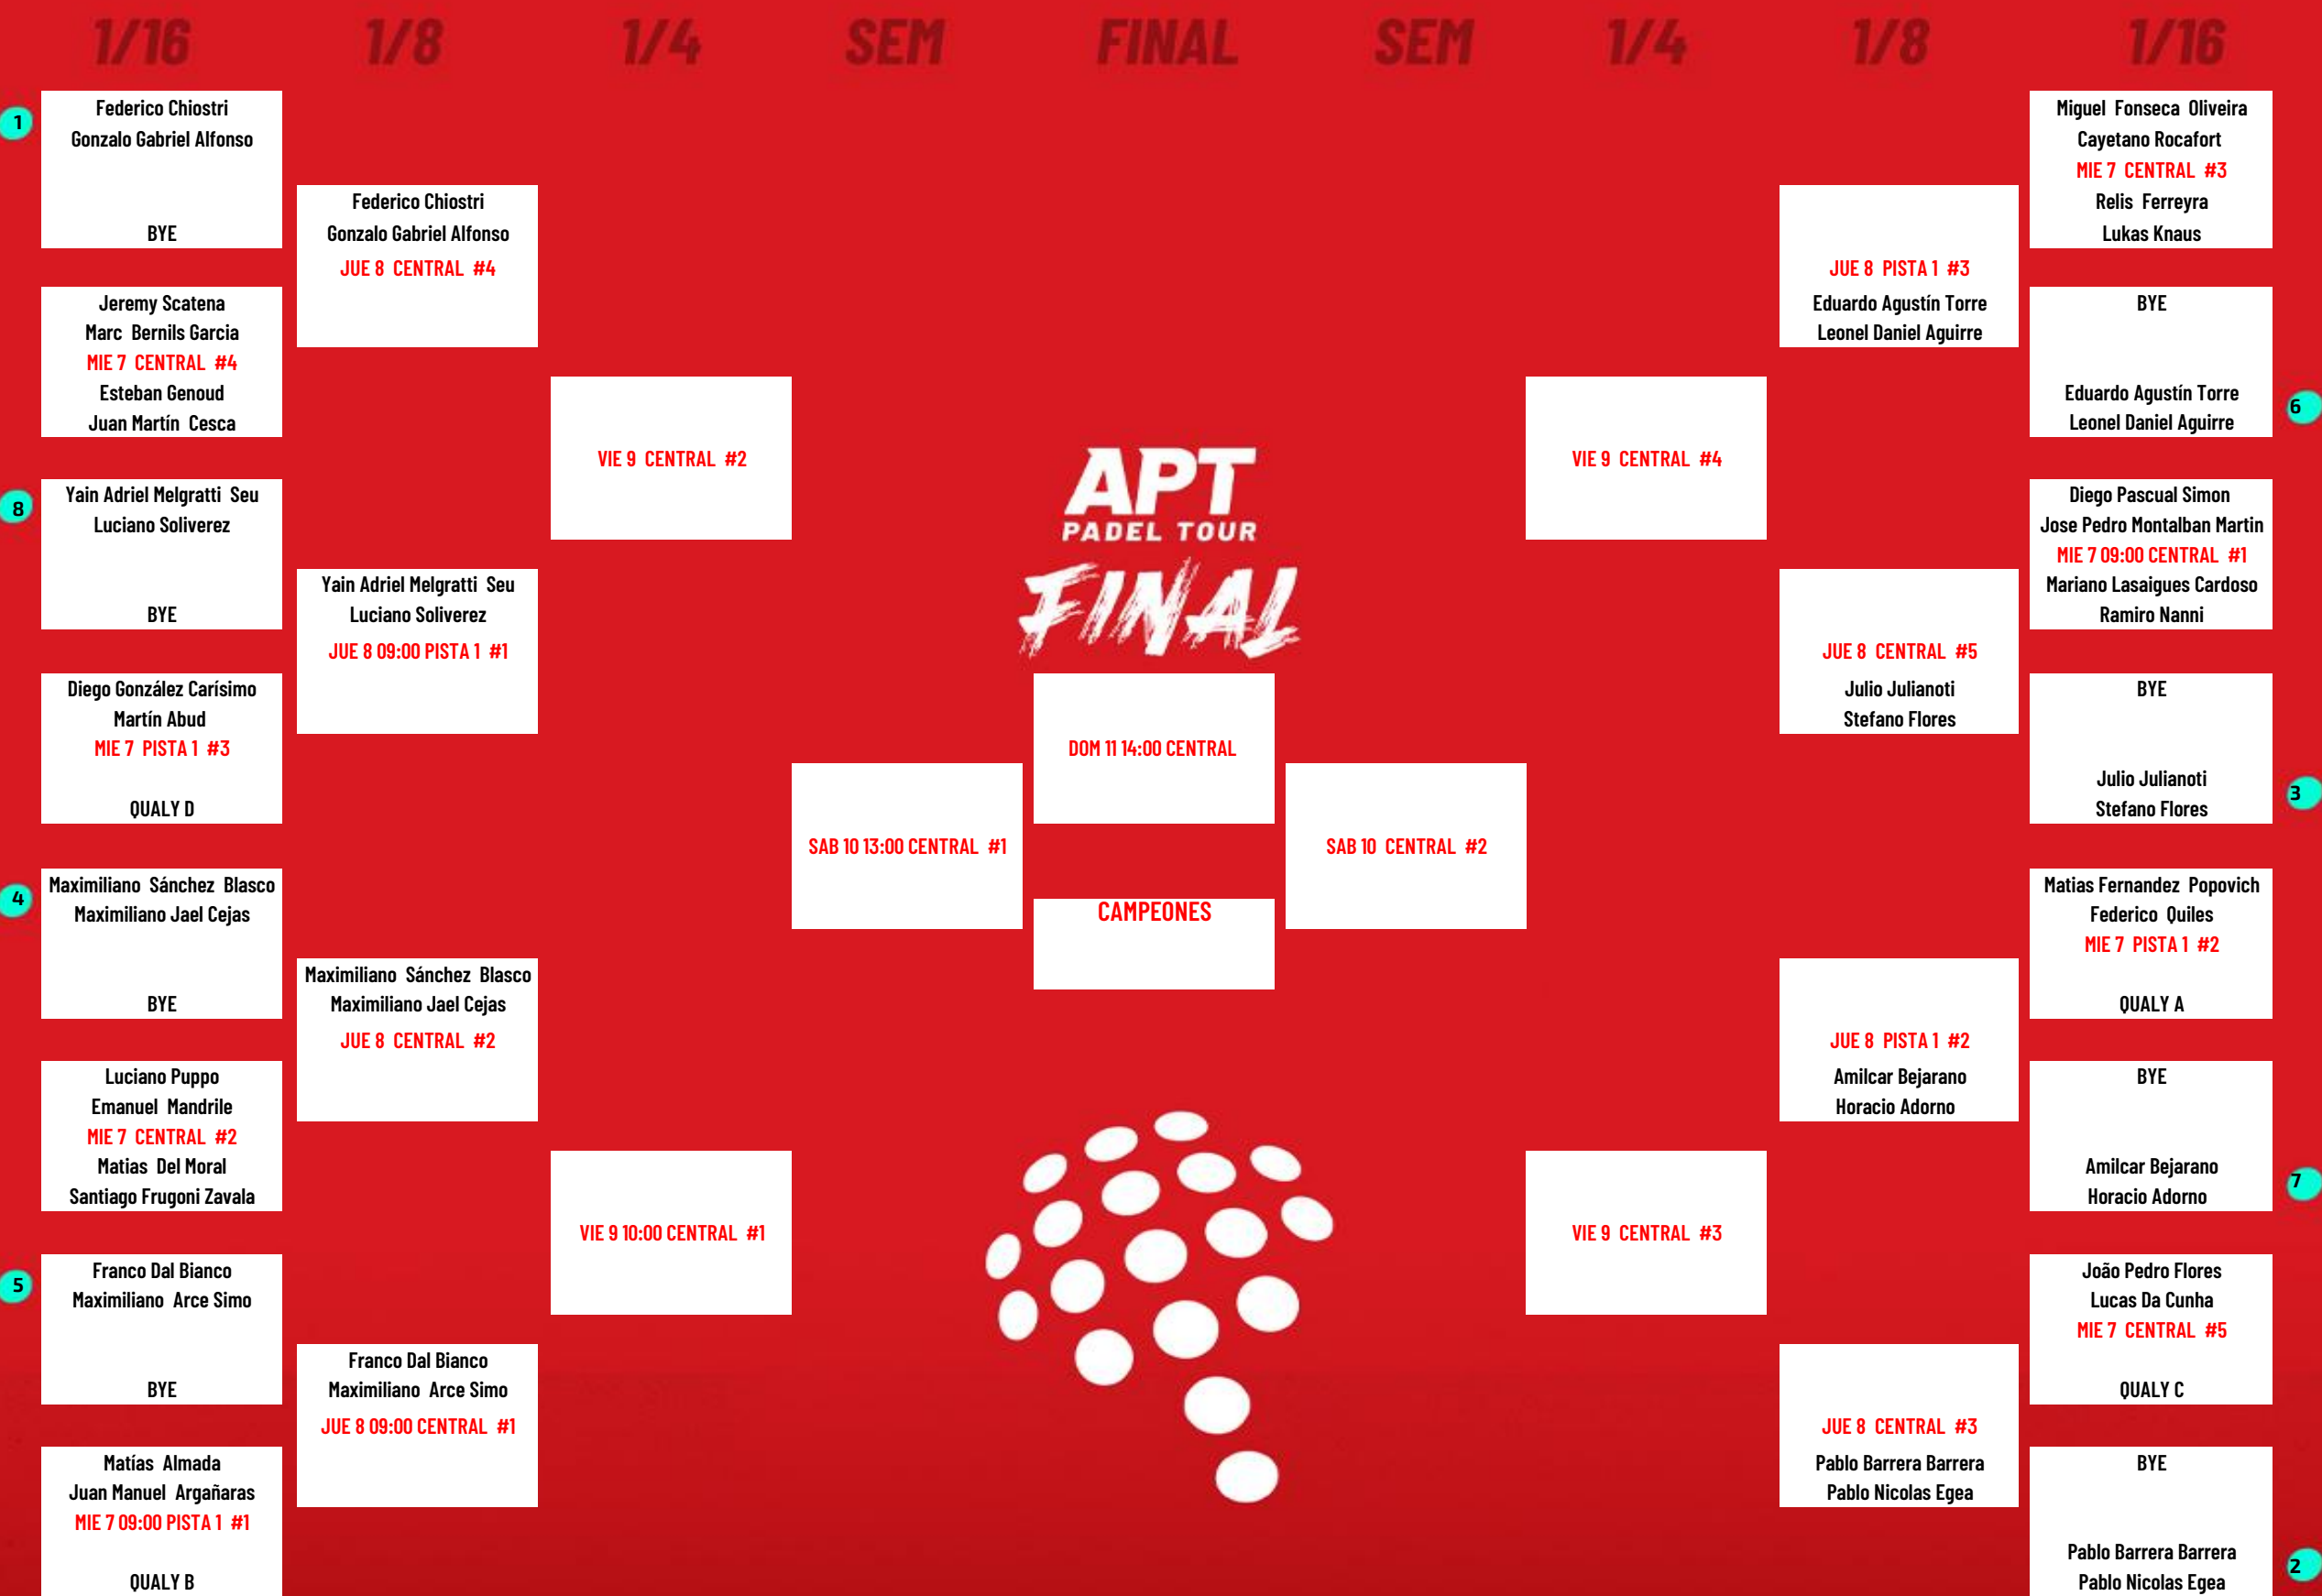 1/16
1/8
1/4
SEM
FINAL
SEM
1/4
1/8
1/16
1
Federico Chiostri
Gonzalo Gabriel Alfonso
BYE
Jeremy Scatena
Marc Bernils Garcia
MIE 7 CENTRAL #4
Esteban Genoud
Juan Martín Cesca
8
Yain Adriel Melgratti Seu
Luciano Soliverez
BYE
Diego González Carísimo
Martín Abud
MIE 7 PISTA 1 #3
QUALY D
4
Maximiliano Sánchez Blasco
Maximiliano Jael Cejas
BYE
Luciano Puppo
Emanuel Mandrile
MIE 7 CENTRAL #2
Matias Del Moral
Santiago Frugoni Zavala
5
Franco Dal Bianco
Maximiliano Arce Simo
BYE
Matías Almada
Juan Manuel Argañaras
MIE 7 09:00 PISTA 1 #1
QUALY B
Federico Chiostri
Gonzalo Gabriel Alfonso
JUE 8 CENTRAL #4
Yain Adriel Melgratti Seu
Luciano Soliverez
JUE 8 09:00 PISTA 1 #1
Maximiliano Sánchez Blasco
Maximiliano Jael Cejas
JUE 8 CENTRAL #2
Franco Dal Bianco
Maximiliano Arce Simo
JUE 8 09:00 CENTRAL #1
VIE 9 CENTRAL #2
VIE 9 10:00 CENTRAL #1
SAB 10 13:00 CENTRAL #1
APT
PADEL TOUR
FINAL
DOM 11 14:00 CENTRAL
CAMPEONES
SAB 10 CENTRAL #2
VIE 9 CENTRAL #4
VIE 9 CENTRAL #3
JUE 8 PISTA 1 #3
Eduardo Agustín Torre
Leonel Daniel Aguirre
JUE 8 CENTRAL #5
Julio Julianoti
Stefano Flores
JUE 8 PISTA 1 #2
Amilcar Bejarano
Horacio Adorno
JUE 8 CENTRAL #3
Pablo Barrera Barrera
Pablo Nicolas Egea
Miguel Fonseca Oliveira
Cayetano Rocafort
MIE 7 CENTRAL #3
Relis Ferreyra
Lukas Knaus
BYE
Eduardo Agustín Torre
Leonel Daniel Aguirre
6
Diego Pascual Simon
Jose Pedro Montalban Martin
MIE 7 09:00 CENTRAL #1
Mariano Lasaigues Cardoso
Ramiro Nanni
BYE
Julio Julianoti
Stefano Flores
3
Matias Fernandez Popovich
Federico Quiles
MIE 7 PISTA 1 #2
QUALY A
BYE
Amilcar Bejarano
Horacio Adorno
7
João Pedro Flores
Lucas Da Cunha
MIE 7 CENTRAL #5
QUALY C
BYE
Pablo Barrera Barrera
Pablo Nicolas Egea
2